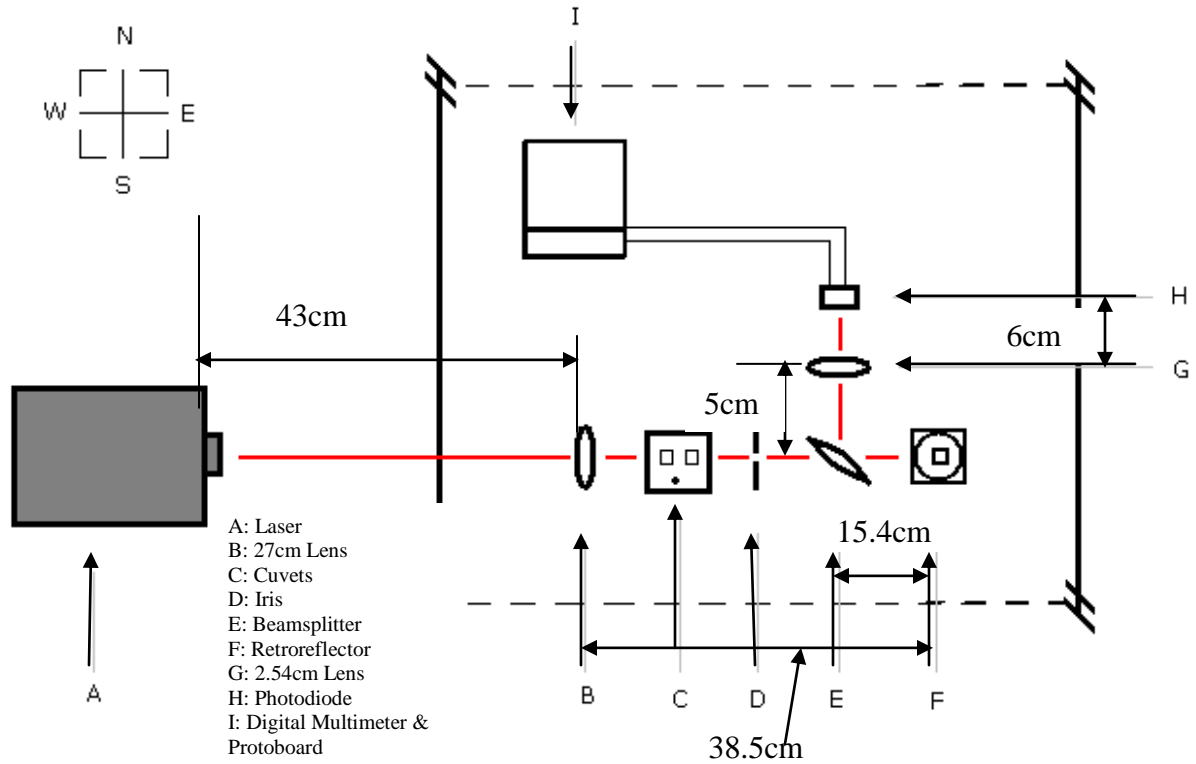 I
N
W E
S
H
43cm
6cm
G
5cm
A: Laser
B: 27cm Lens
C: Cuvets
D: Iris
E: Beamsplitter
F: Retroreflector
G: 2.54cm Lens
H: Photodiode
I: Digital Multimeter &
Protoboard
15.4cm
A
B C D E F
38.5cm